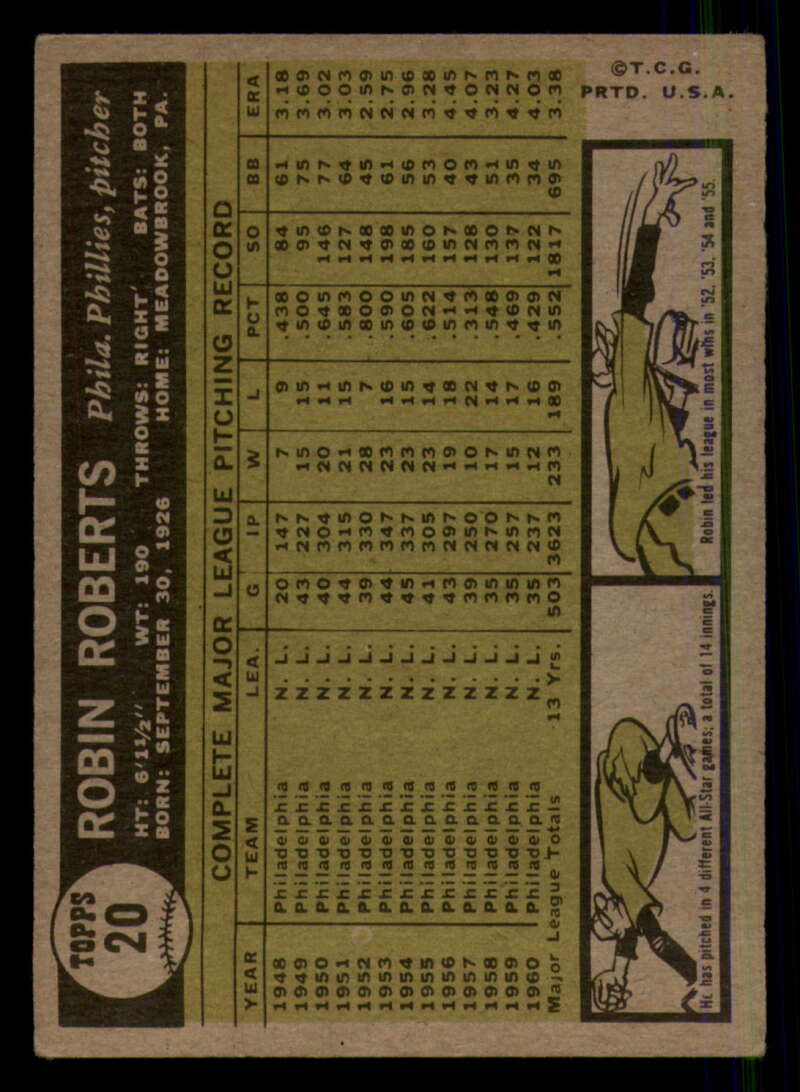 TOPPS
20
ROBIN ROBERTS Phila. Phillies, pitcher
HT: 6'1½" WT: 190 THROWS: RIGHT' BATS: BOTH
BORN: SEPTEMBER 30, 1926 HOME: MEADOWBROOK, PA.
COMPLETE MAJOR LEAGUE PITCHING RECORD
YEAR TEAM LEA. G IP W L PCT SO BB ERA
1948 Philadelphia N. L. 20 147 7 9 .438 84 61 3.18
1949 Philadelphia N. L. 43 227 15 15 .500 95 75 3.69
1950 Philadelphia N. L. 40 304 20 11 .645 146 77 3.02
1951 Philadelphia N. L. 44 315 21 15 .583 127 64 3.03
1952 Philadelphia N. L. 39 330 28 7 .800 148 45 2.59
1953 Philadelphia N. L. 44 347 23 16 .590 198 61 2.75
1954 Philadelphia N. L. 45 337 23 15 .605 185 56 2.96
1955 Philadelphia N. L. 41 305 23 14 .622 160 53 3.28
1956 Philadelphia N. L. 43 297 19 18 .514 157 40 4.45
1957 Philadelphia N. L. 39 250 10 22 .313 128 43 4.07
1958 Philadelphia N. L. 35 270 17 14 .548 130 51 3.23
1959 Philadelphia N. L. 35 257 15 17 .469 137 35 4.27
1960 Philadelphia N. L. 35 237 12 16 .429 122 34 4.03
Major League Totals 13 Yrs. 503 3623 233 189 .552 1817 695 3.38
He has pitched in 4 different All-Star games; a total of 14 innings.
Robin led his league in most wins in '52, '53, '54 and '55.
©T.C.G.
PRTD. U.S.A.